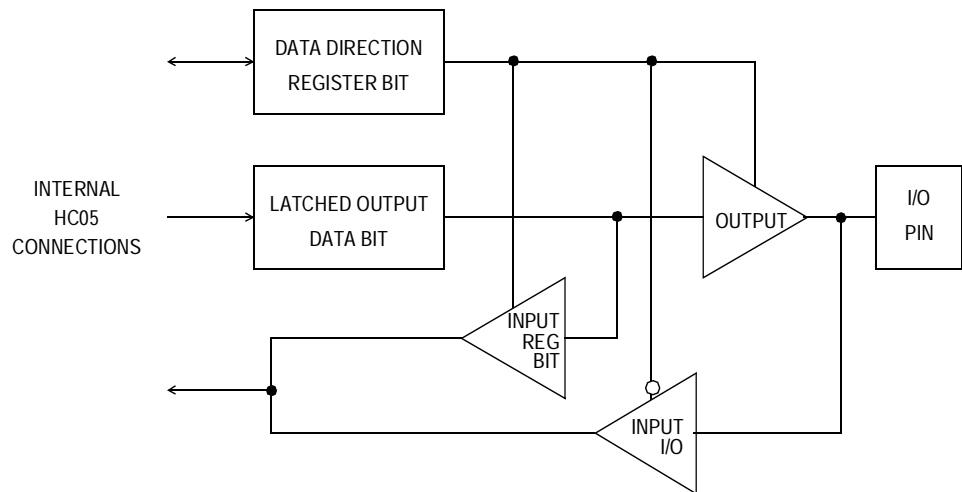 DATA DIRECTION
REGISTER BIT
INTERNAL
HC05
CONNECTIONS
LATCHED OUTPUT
DATA BIT
OUTPUT
I/O
PIN
INPUT
REG
BIT
INPUT
I/O